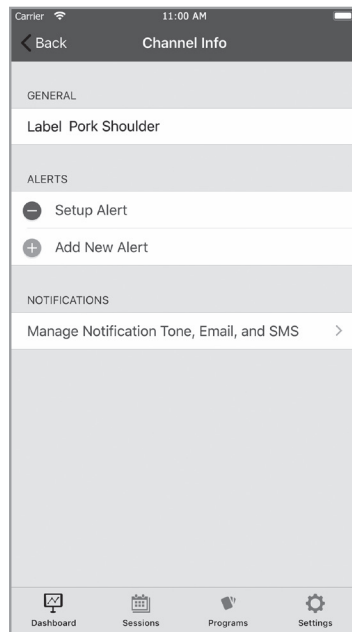 Carrier 11:00 AM
Back Channel Info
GENERAL
Label Pork Shoulder
ALERTS
Setup Alert
Add New Alert
NOTIFICATIONS
Manage Notification Tone, Email, and SMS
Dashboard Sessions Programs Settings